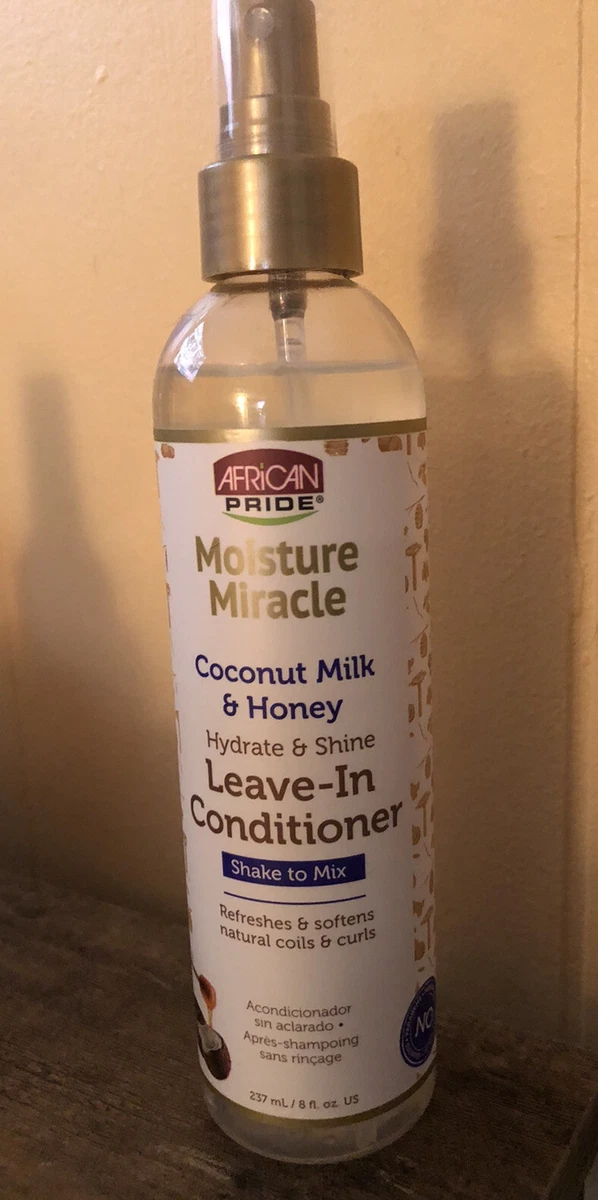 AFRICAN
PRIDE®
Moisture
Miracle
Coconut Milk
& Honey
Hydrate & Shine
Leave-In
Conditioner
Shake to Mix
Refreshes & softens
natural coils & curls
Acondicionador
sin aclarado •
Après-shampoing
sans rinçage
NO
237 mL / 8 fl. oz. US